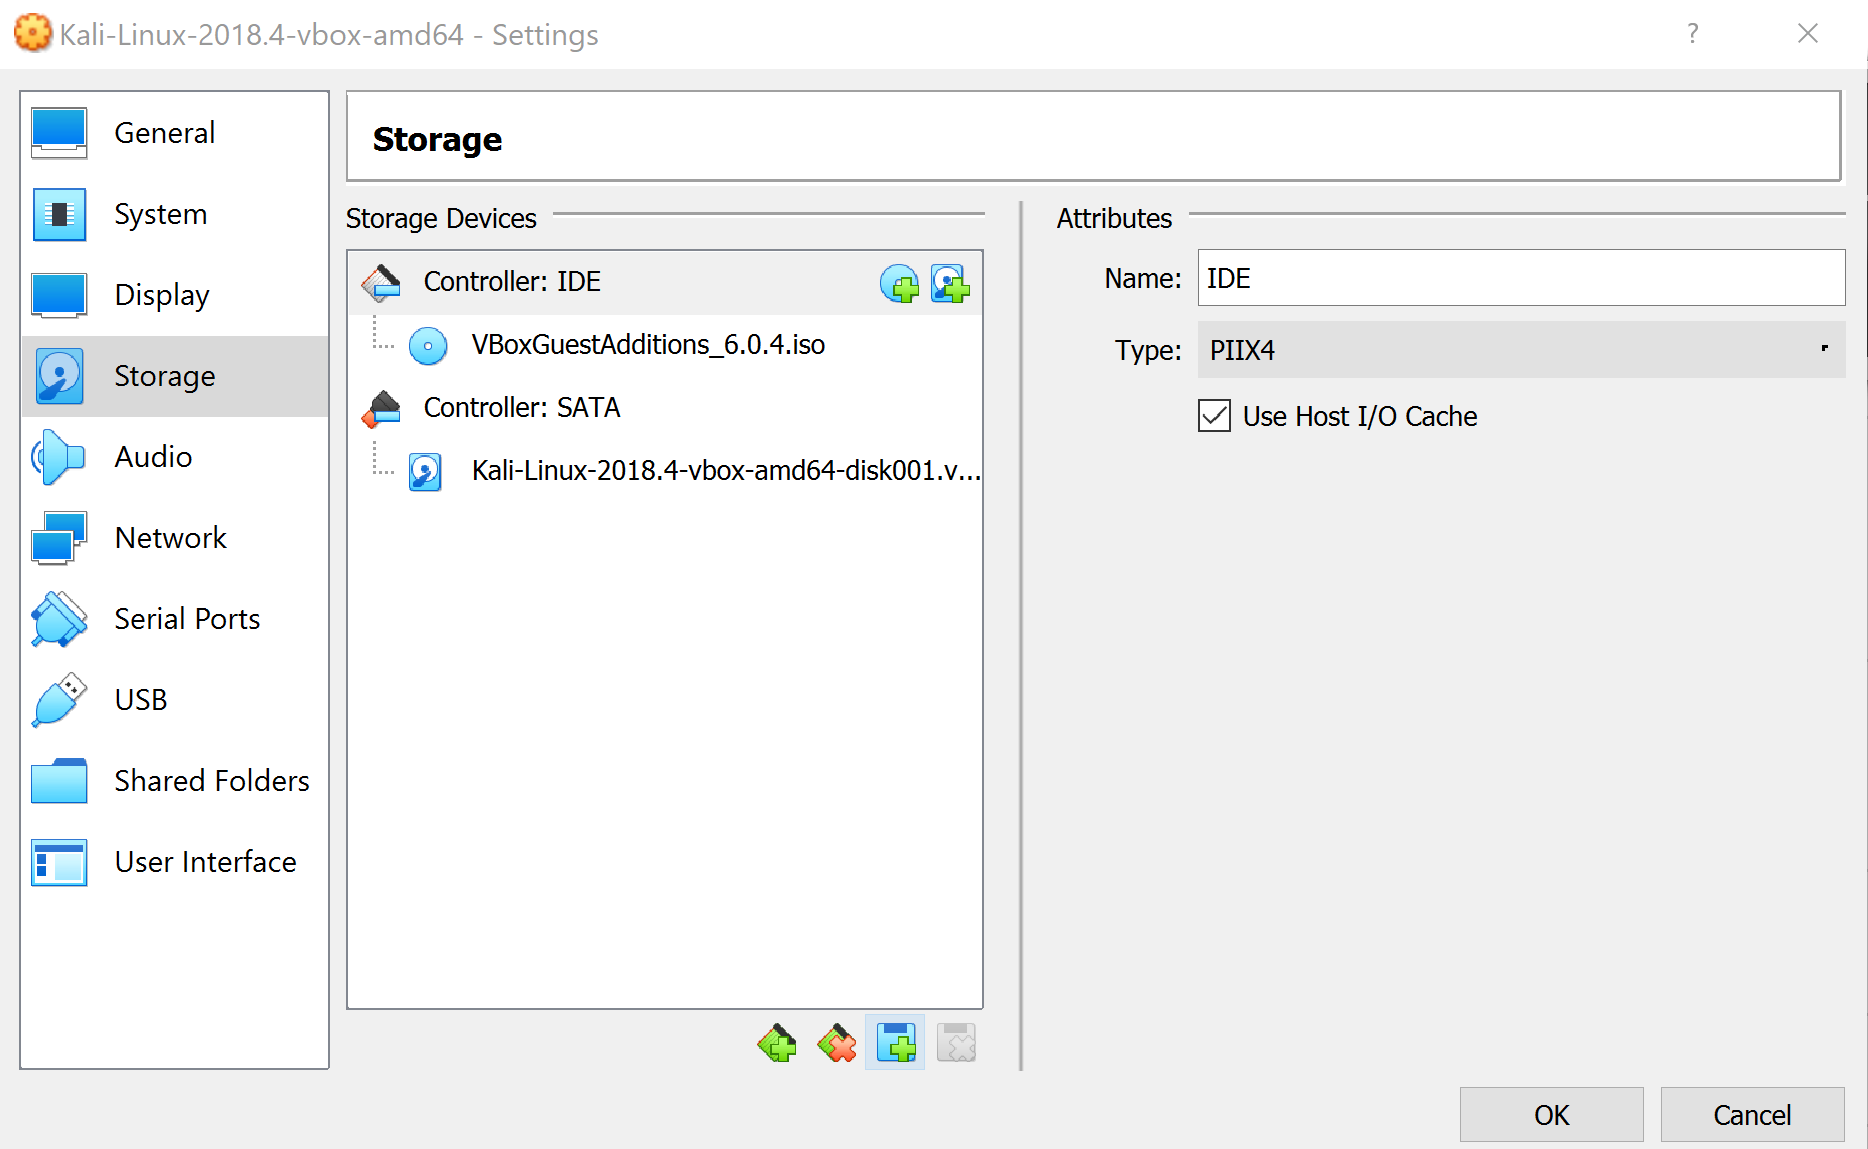 Kali-Linux-2018.4-vbox-amd64 - Settings
?
General
System
Display
Storage
Audio
Network
Serial Ports
USB
Shared Folders
User Interface
Storage
Storage Devices
Controller: IDE
VBoxGuestAdditions_6.0.4.iso
Controller: SATA
Kali-Linux-2018.4-vbox-amd64-disk001.v...
Attributes
Name: IDE
Type: PIIX4
Use Host I/O Cache
OK
Cancel